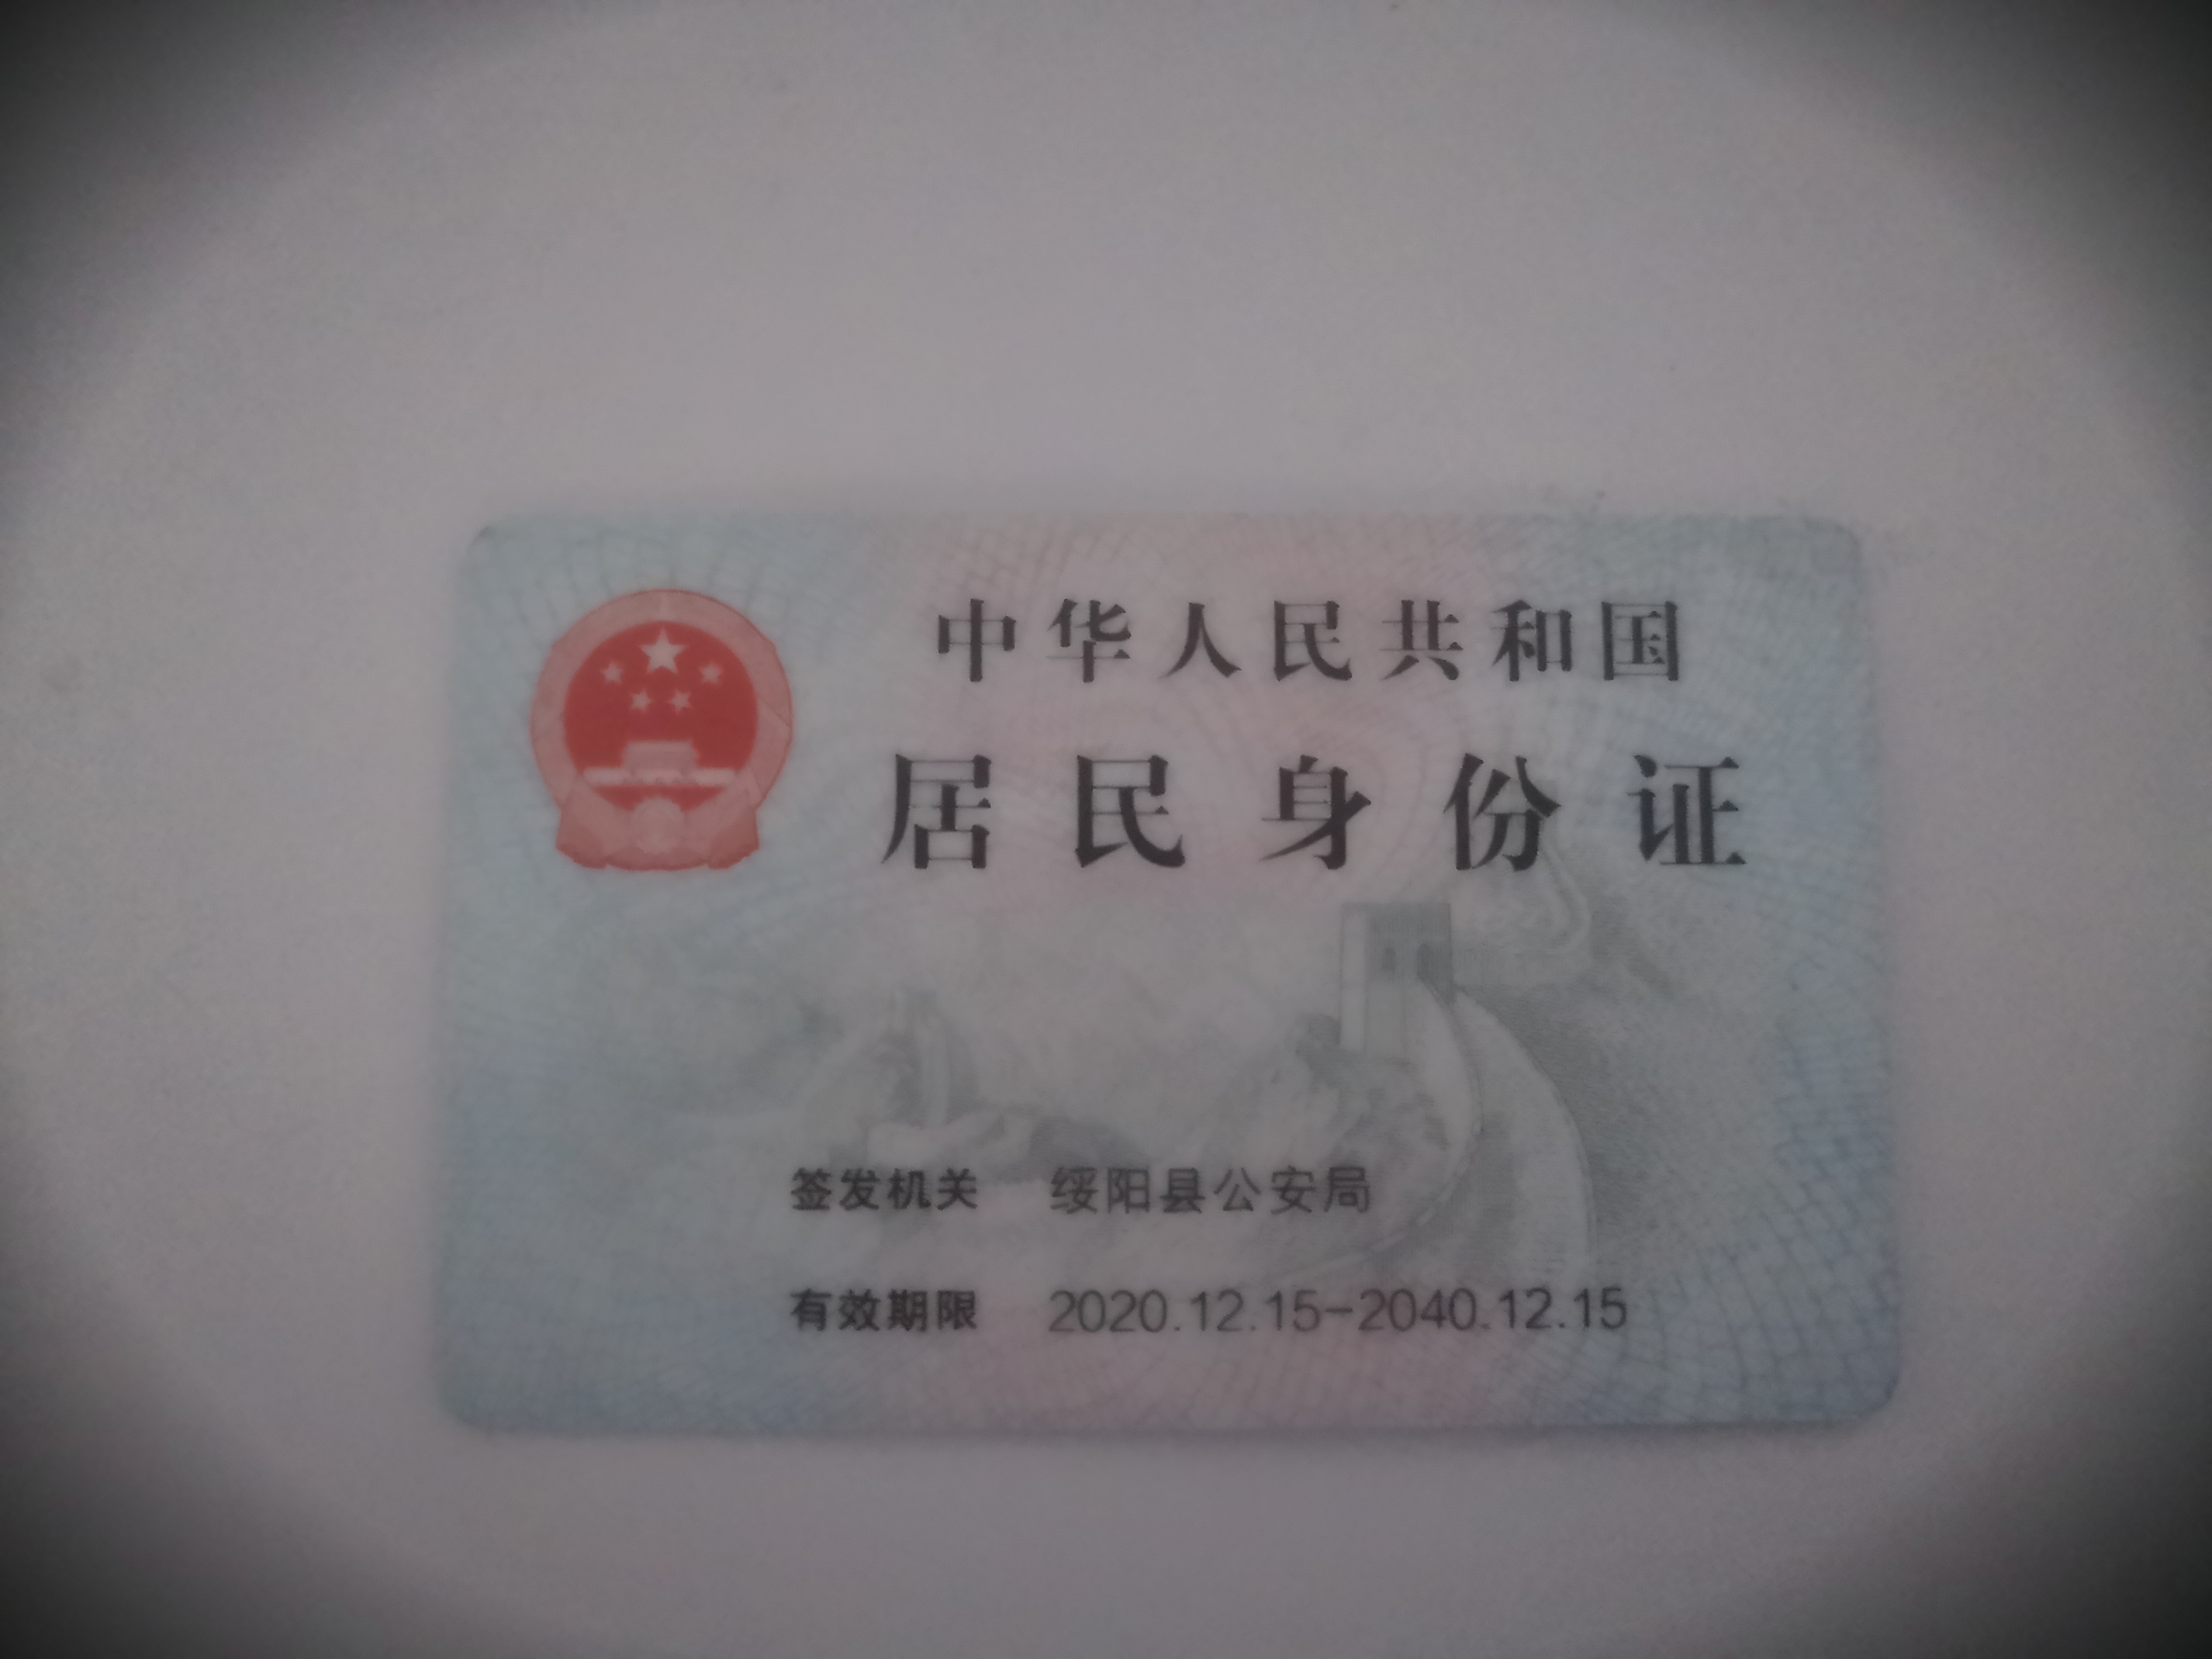 中华人民共和国
居民身份证
签发机关 绥阳县公安局
有效期限 2020.12.15-2040.12.15